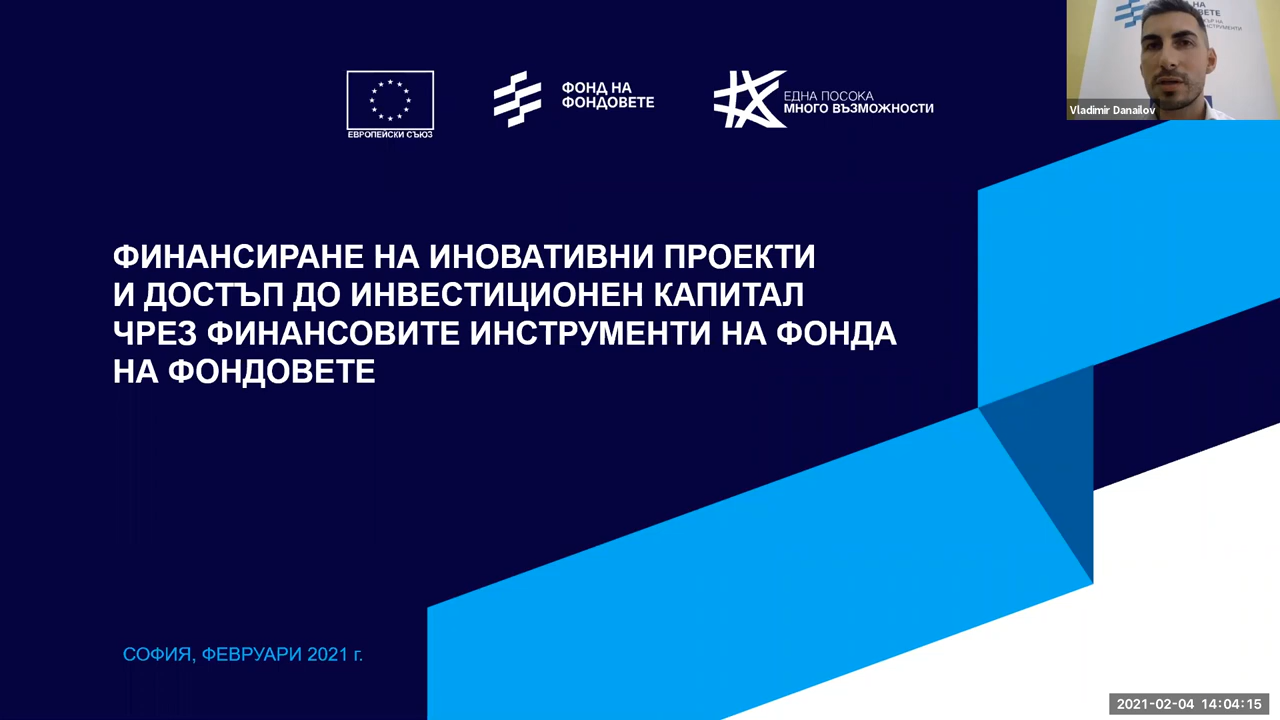 ЕВРОПЕЙСКИ СЪЮЗ
ФОНД НА
ФОНДОВЕТЕ
ЕДНА ПОСОКА
МНОГО ВЪЗМОЖНОСТИ
Vladimir Danailov
ФИНАНСИРАНЕ НА ИНОВАТИВНИ ПРОЕКТИ
И ДОСТЪП ДО ИНВЕСТИЦИОНЕН КАПИТАЛ
ЧРЕЗ ФИНАНСОВИТЕ ИНСТРУМЕНТИ НА ФОНДА
НА ФОНДОВЕТЕ
СОФИЯ, ФЕВРУАРИ 2021 г.
2021-02-04 14:04:15